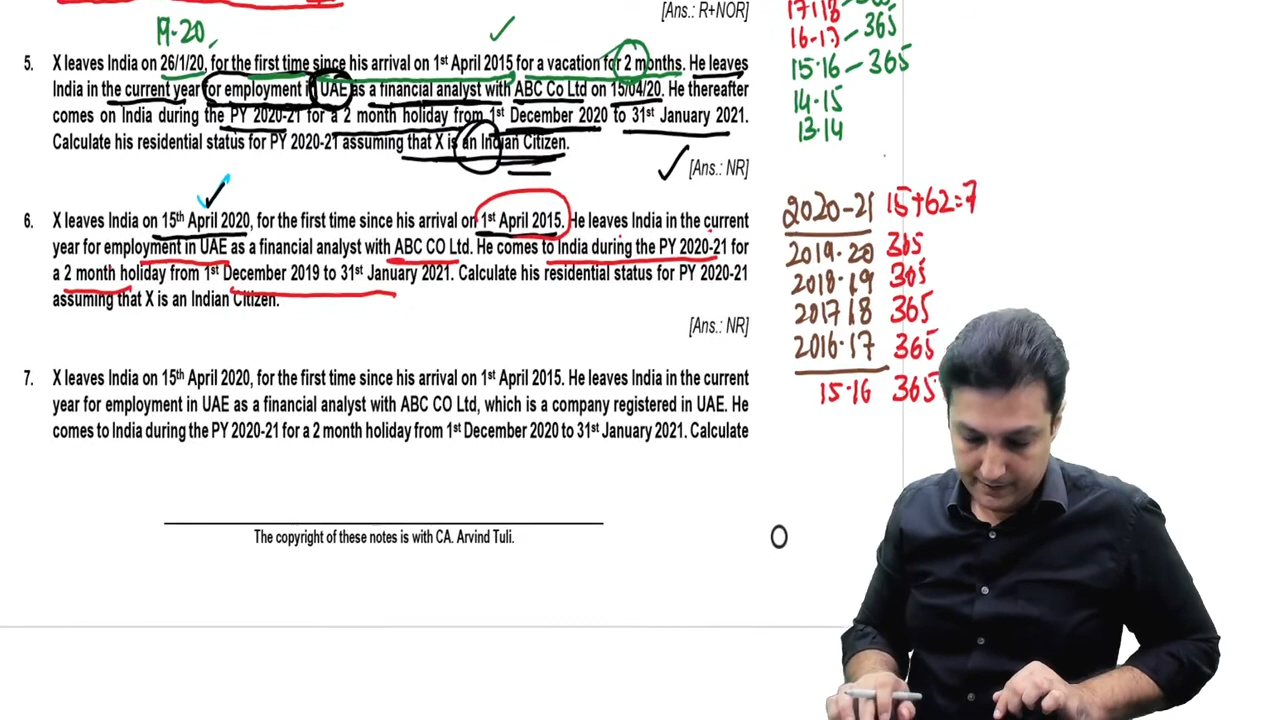 [Ans.: R+NOR]
19-20,
5. X leaves India on 26/1/20, for the first time since his arrival on 1st April 2015 for a vacation for 2 months. He leaves
India in the current year for employment in UAE as a financial analyst with ABC Co Ltd on 15/04/20. He thereafter
comes on India during the PY 2020-21 for a 2 month holiday from 1st December 2020 to 31st January 2021.
Calculate his residential status for PY 2020-21 assuming that X is an Indian Citizen.
[Ans.: NR]
6. X leaves India on 15th April 2020, for the first time since his arrival on 1st April 2015. He leaves India in the current
year for employment in UAE as a financial analyst with ABC CO Ltd. He comes to India during the PY 2020-21 for
a 2 month holiday from 1st December 2019 to 31st January 2021. Calculate his residential status for PY 2020-21
assuming that X is an Indian Citizen.
[Ans.: NR]
7. X leaves India on 15th April 2020, for the first time since his arrival on 1st April 2015. He leaves India in the current
year for employment in UAE as a financial analyst with ABC CO Ltd, which is a company registered in UAE. He
comes to India during the PY 2020-21 for a 2 month holiday from 1st December 2020 to 31st January 2021. Calculate
The copyright of these notes is with CA. Arvind Tuli.
17-18
16-17 - 365
15-16 - 365
14-15
13-14
2020-21 15+62=7
2019-20 365
2018-19 365
2017-18 365
2016-17 365
15-16 365